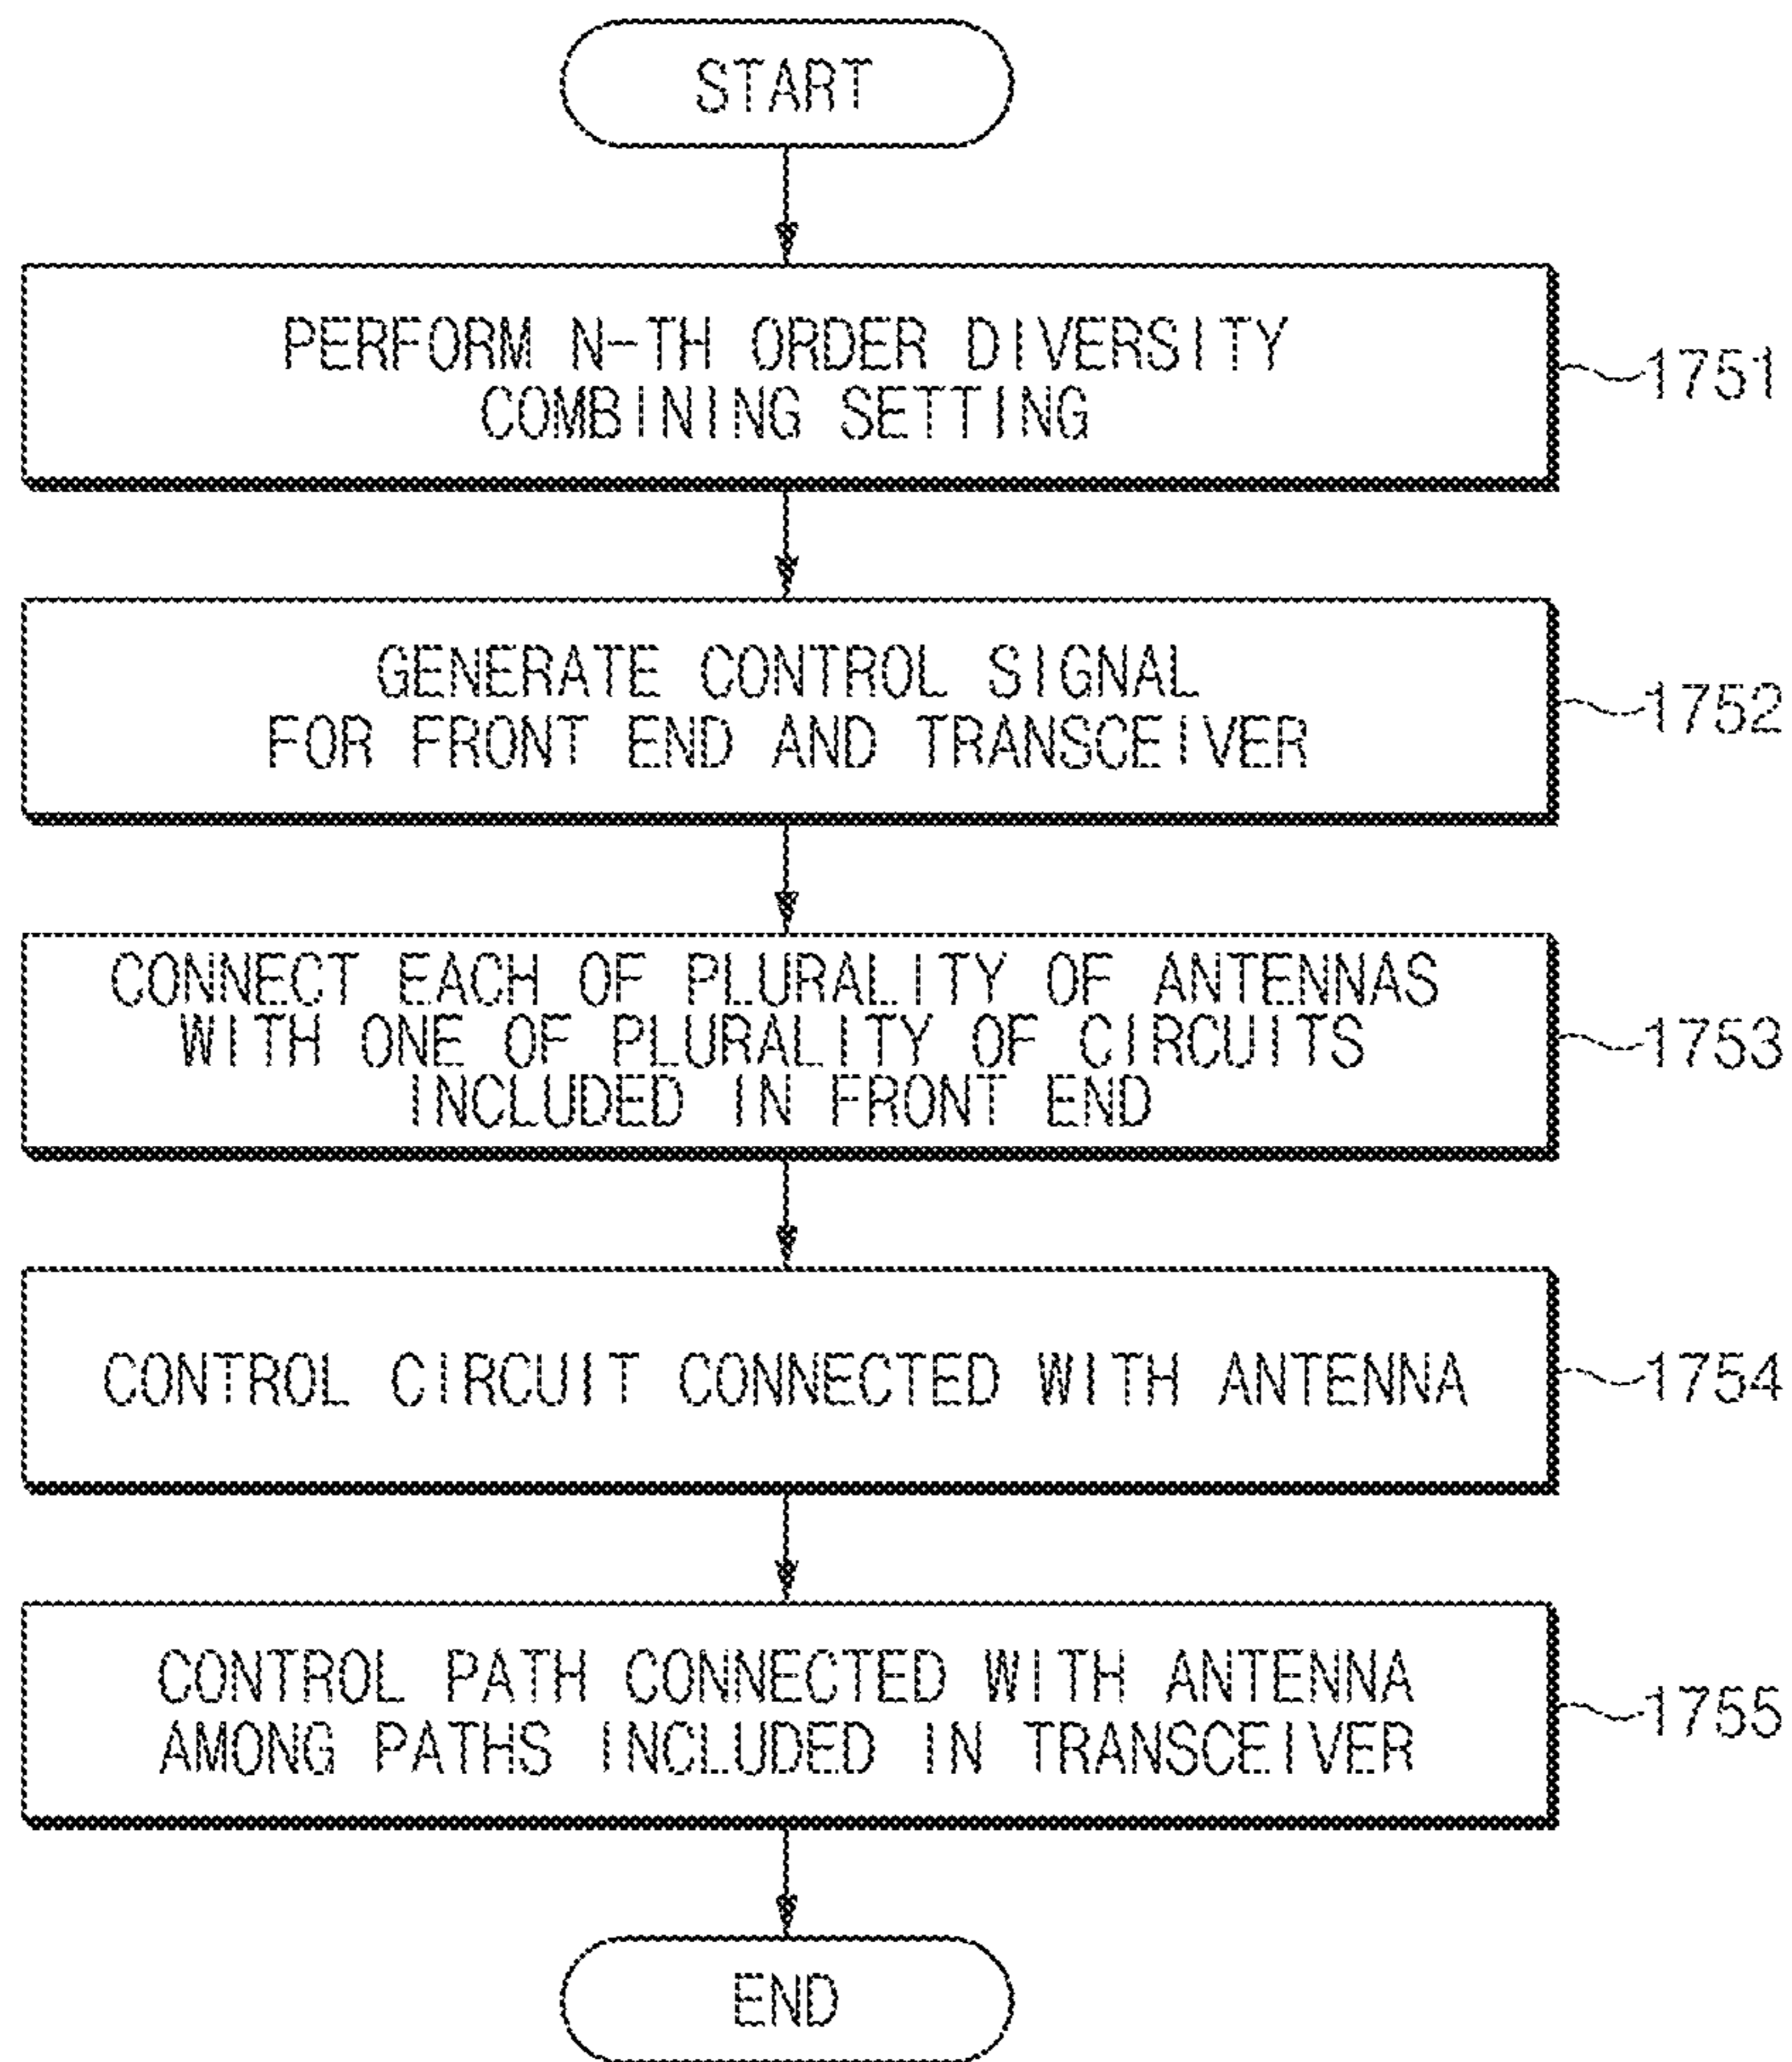 START
PERFORM N-TH ORDER DIVERSITY
COMBINING SETTING
1751
GENERATE CONTROL SIGNAL
FOR FRONT END AND TRANSCEIVER
1752
CONNECT EACH OF PLURALITY OF ANTENNAS
WITH ONE OF PLURALITY OF CIRCUITS
INCLUDED IN FRONT END
1753
CONTROL CIRCUIT CONNECTED WITH ANTENNA
1754
CONTROL PATH CONNECTED WITH ANTENNA
AMONG PATHS INCLUDED IN TRANSCEIVER
1755
END